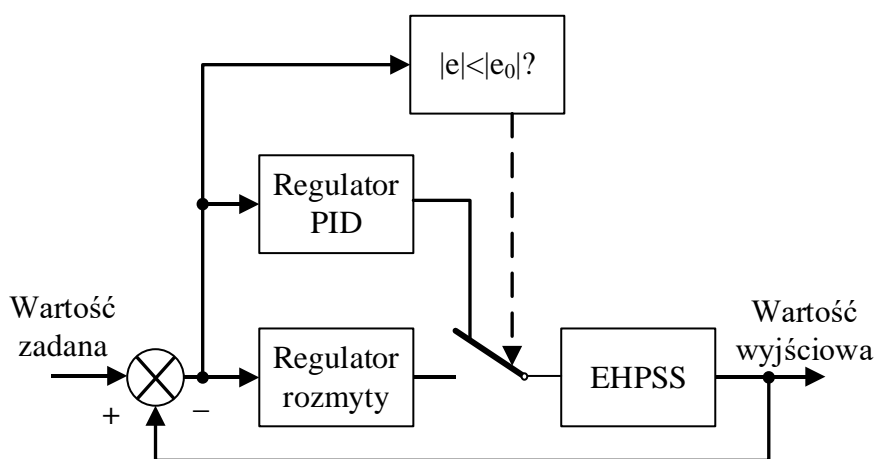 |e|<|e₀|?
Regulator
PID
Wartość
zadana
Regulator
rozmyty
EHPSS
Wartość
wyjściowa
+
−